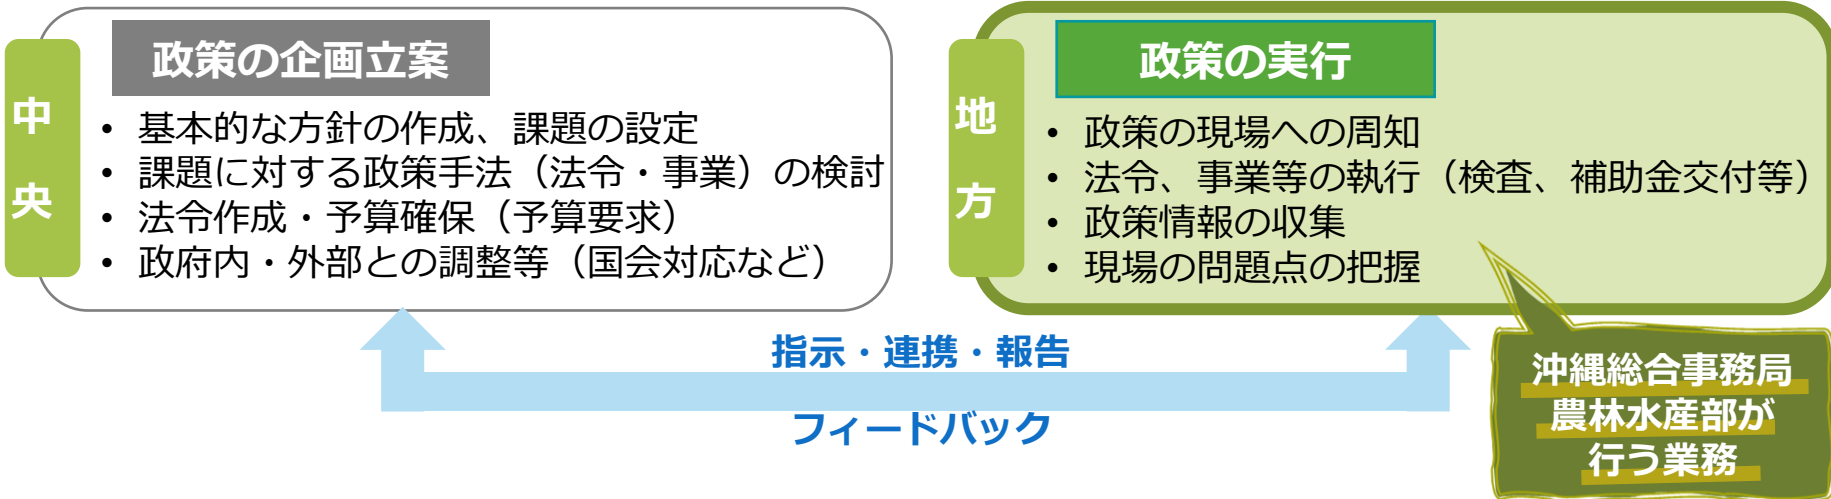 中央
政策の企画立案
• 基本的な方針の作成、課題の設定
• 課題に対する政策手法（法令・事業）の検討
• 法令作成・予算確保（予算要求）
• 政府内・外部との調整等（国会対応など）
地方
政策の実行
• 政策の現場への周知
• 法令、事業等の執行（検査、補助金交付等）
• 政策情報の収集
• 現場の問題点の把握
指示・連携・報告
フィードバック
沖縄総合事務局
農林水産部が
行う業務